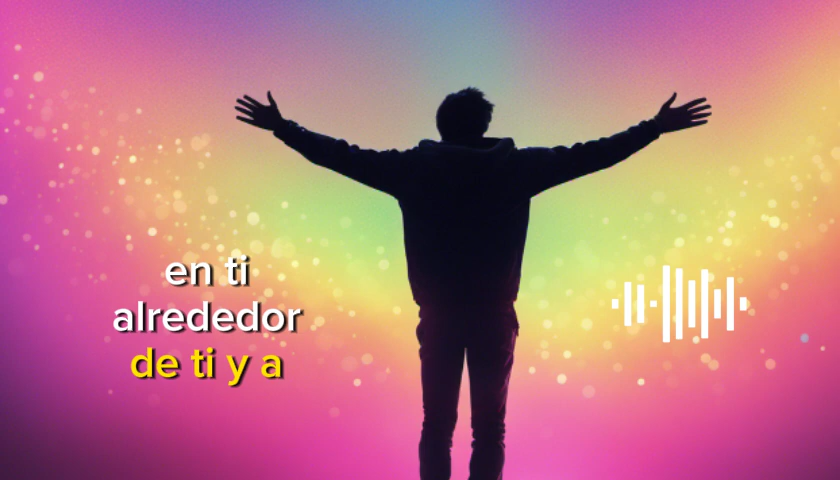 en ti
alrededor
de ti y a